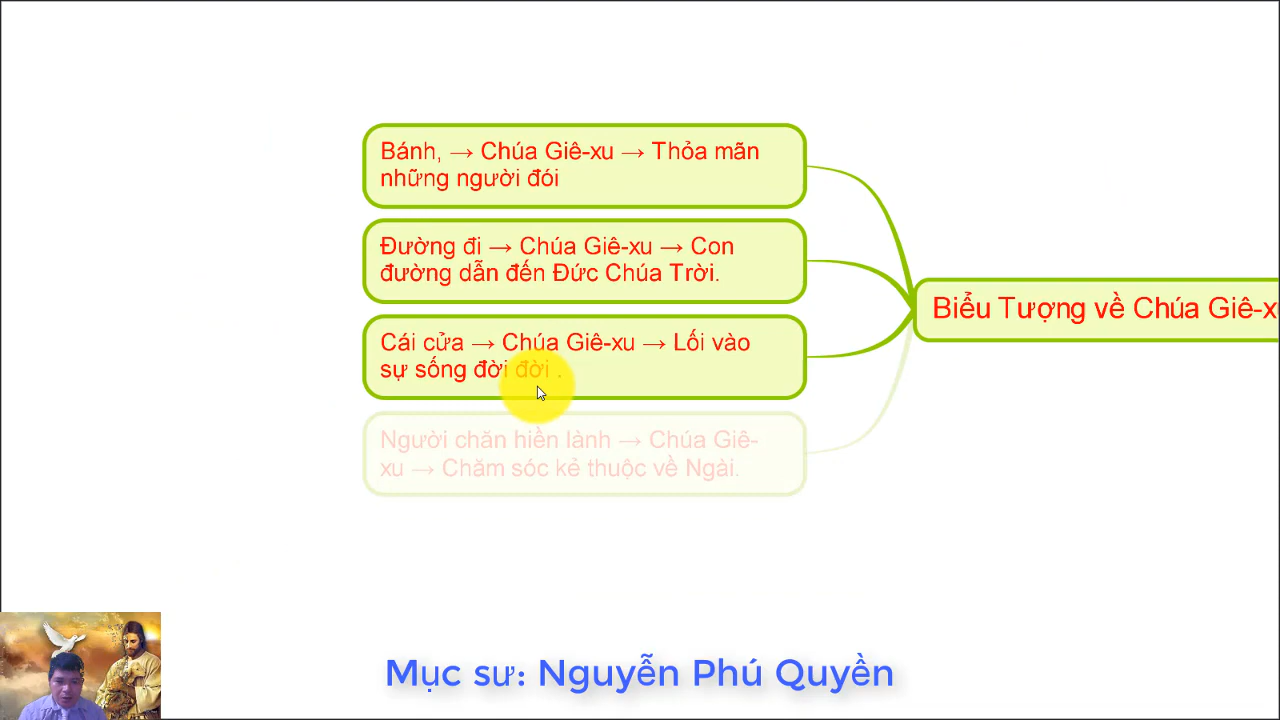 Bánh, → Chúa Giê-xu → Thỏa mãn
những người đói
Đường đi → Chúa Giê-xu → Con
đường dẫn đến Đức Chúa Trời.
Cái cửa → Chúa Giê-xu → Lối vào
sự sống đời đời .
Người chăn hiền lành → Chúa Giê-
xu → Chăm sóc kẻ thuộc về Ngài.
Biểu Tượng về Chúa Giê-x
Mục sư: Nguyễn Phú Quyền